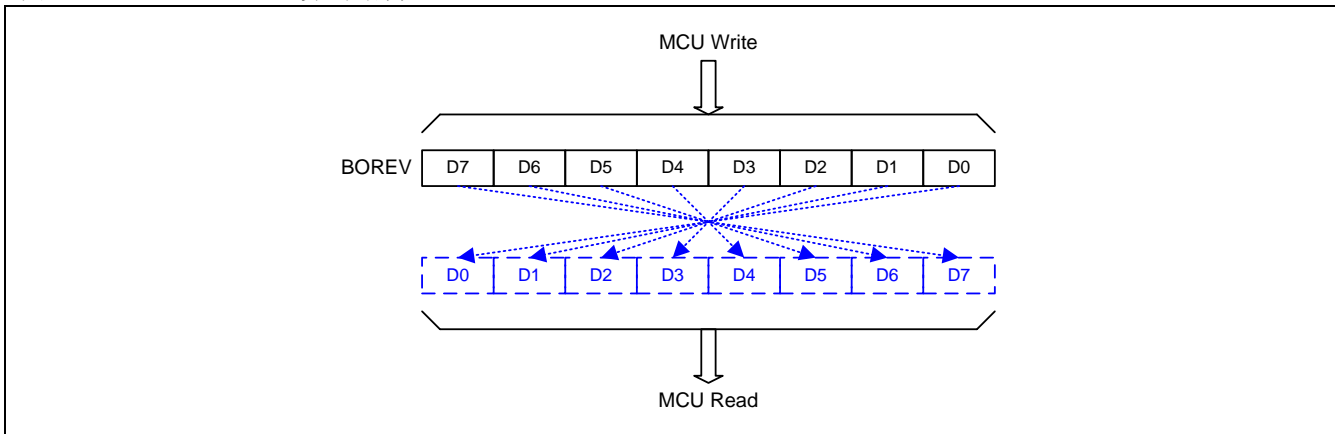 MCU Write
BOREV D7 D6 D5 D4 D3 D2 D1 D0
D0 D1 D2 D3 D4 D5 D6 D7
MCU Read